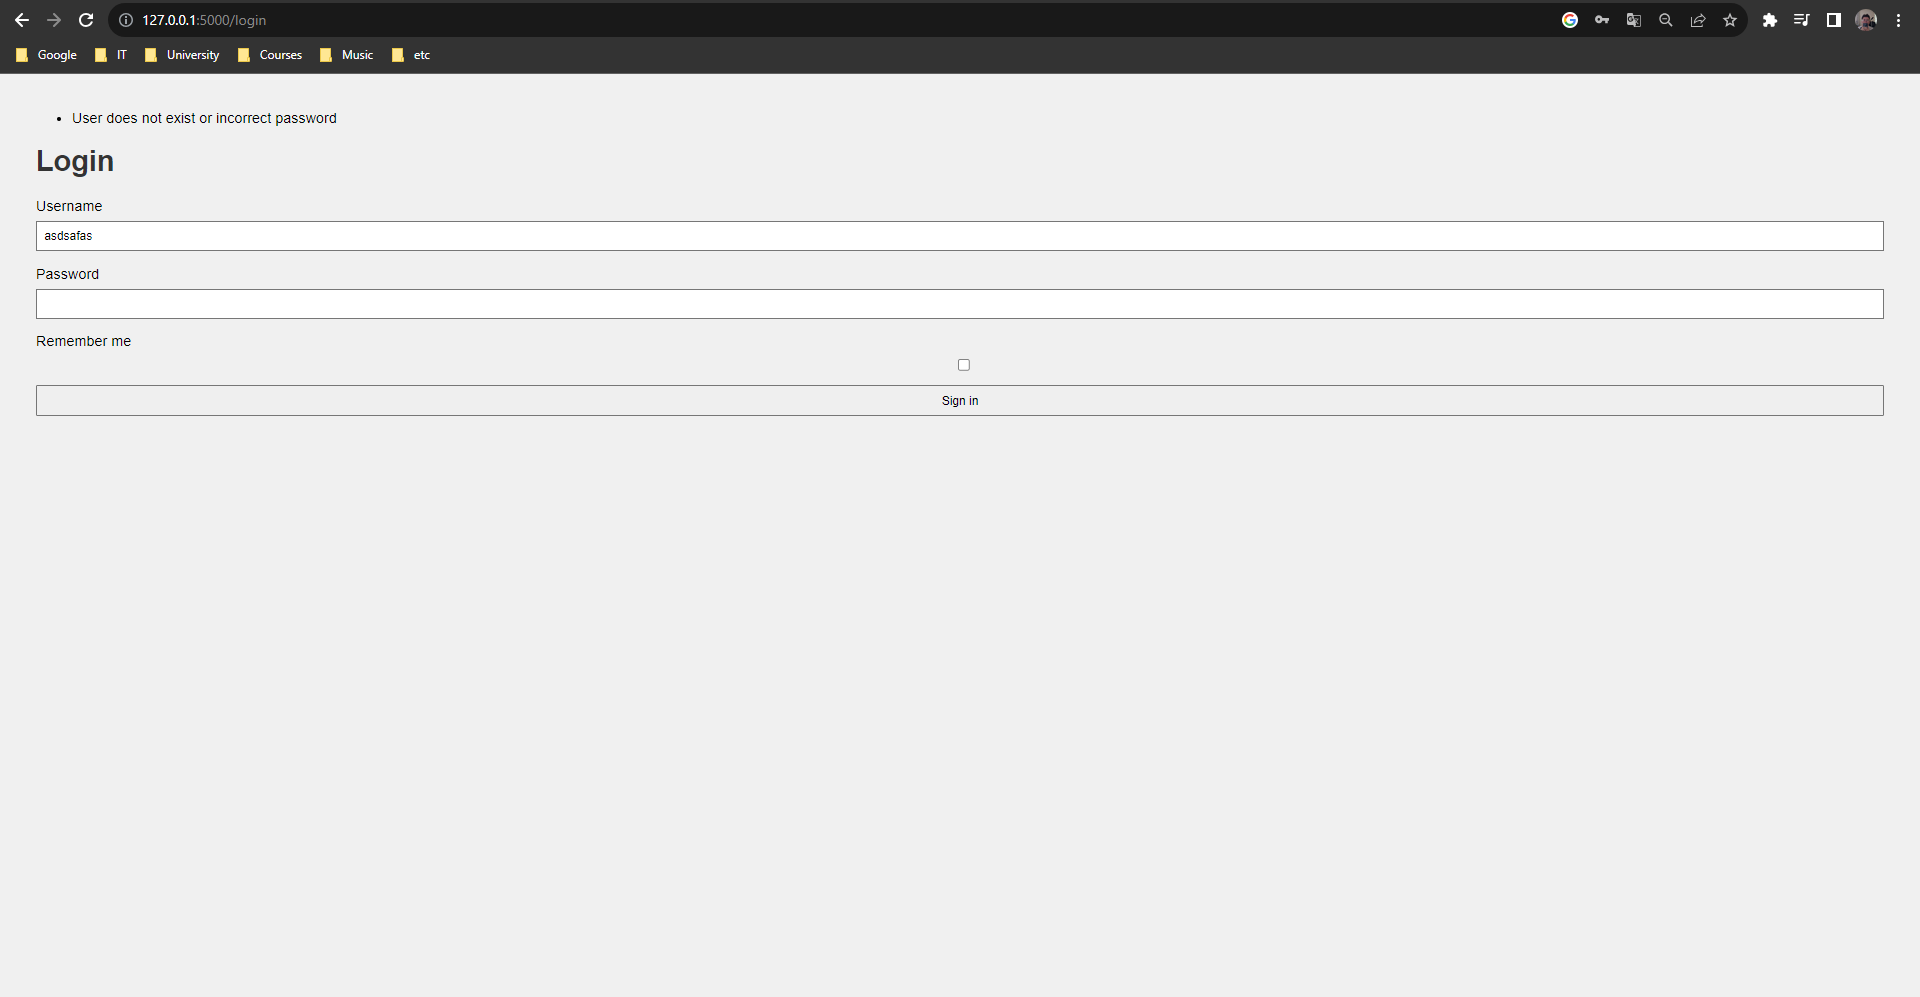 127.0.0.1:5000/login
Google IT University Courses Music etc
• User does not exist or incorrect password
Login
Username
asdsafas
Password
Remember me
Sign in